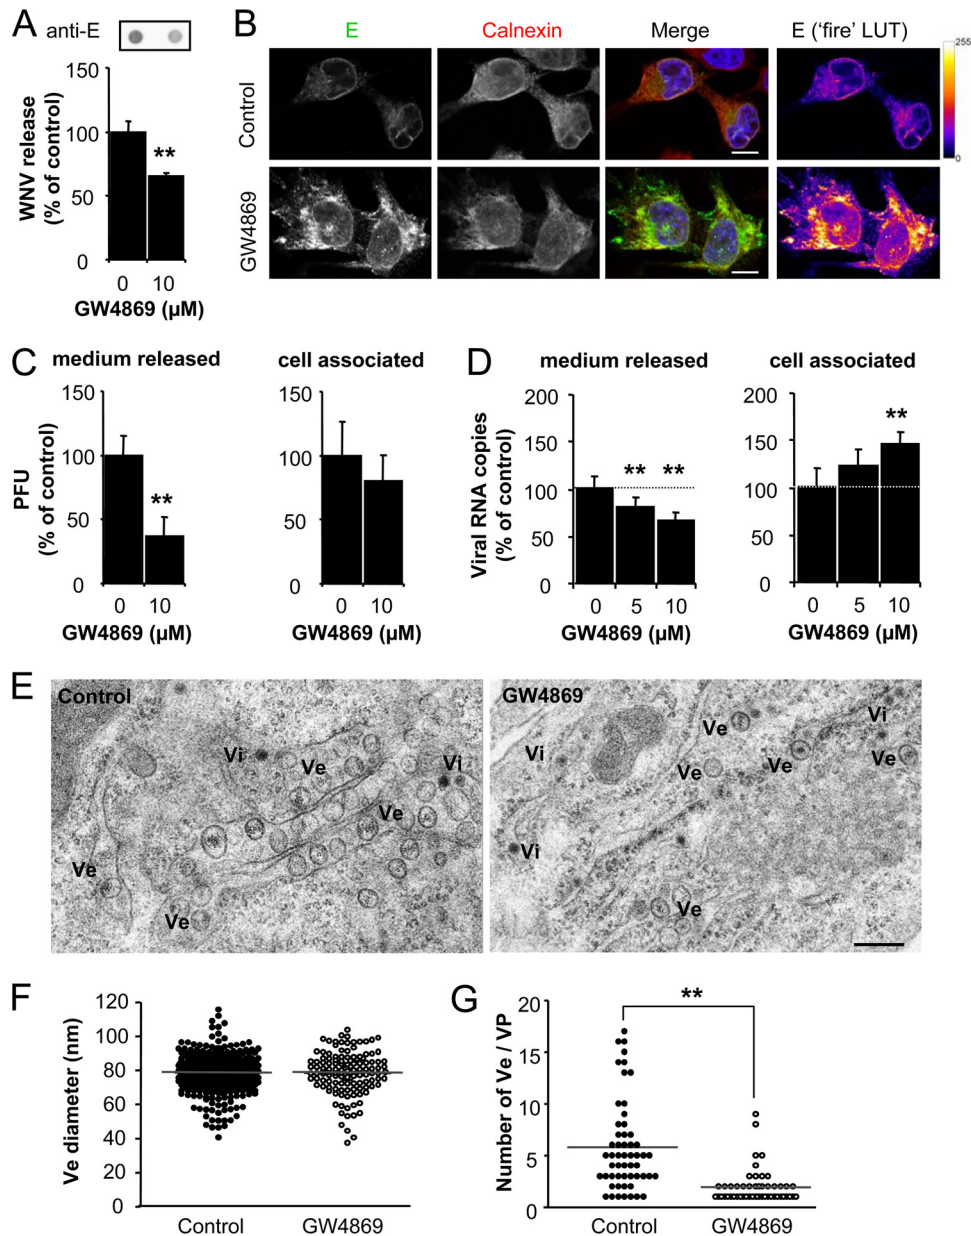 A
anti-E
WNV release
(% of control)
150
100
50
0
**
0 10
GW4869 (µM)
B
E Calnexin Merge E (‘fire’ LUT)
Control
GW4869
255
0
C
medium released
PFU
(% of control)
150
100
50
0
**
0 10
GW4869 (µM)
cell associated
150
100
50
0
0 10
GW4869 (µM)
D
medium released
Viral RNA copies
(% of control)
200
150
100
50
0
** **
0 5 10
GW4869 (µM)
cell associated
200
150
100
50
0
**
0 5 10
GW4869 (µM)
E
Control
Vi
Ve
Vi
Ve
Ve
Ve
GW4869
Vi
Ve
Vi
Ve
Ve
Ve
Vi
Ve
F
Ve diameter (nm)
120
100
80
60
40
20
0
Control GW4869
G
Number of Ve / VP
20
15
10
5
0
**
Control GW4869